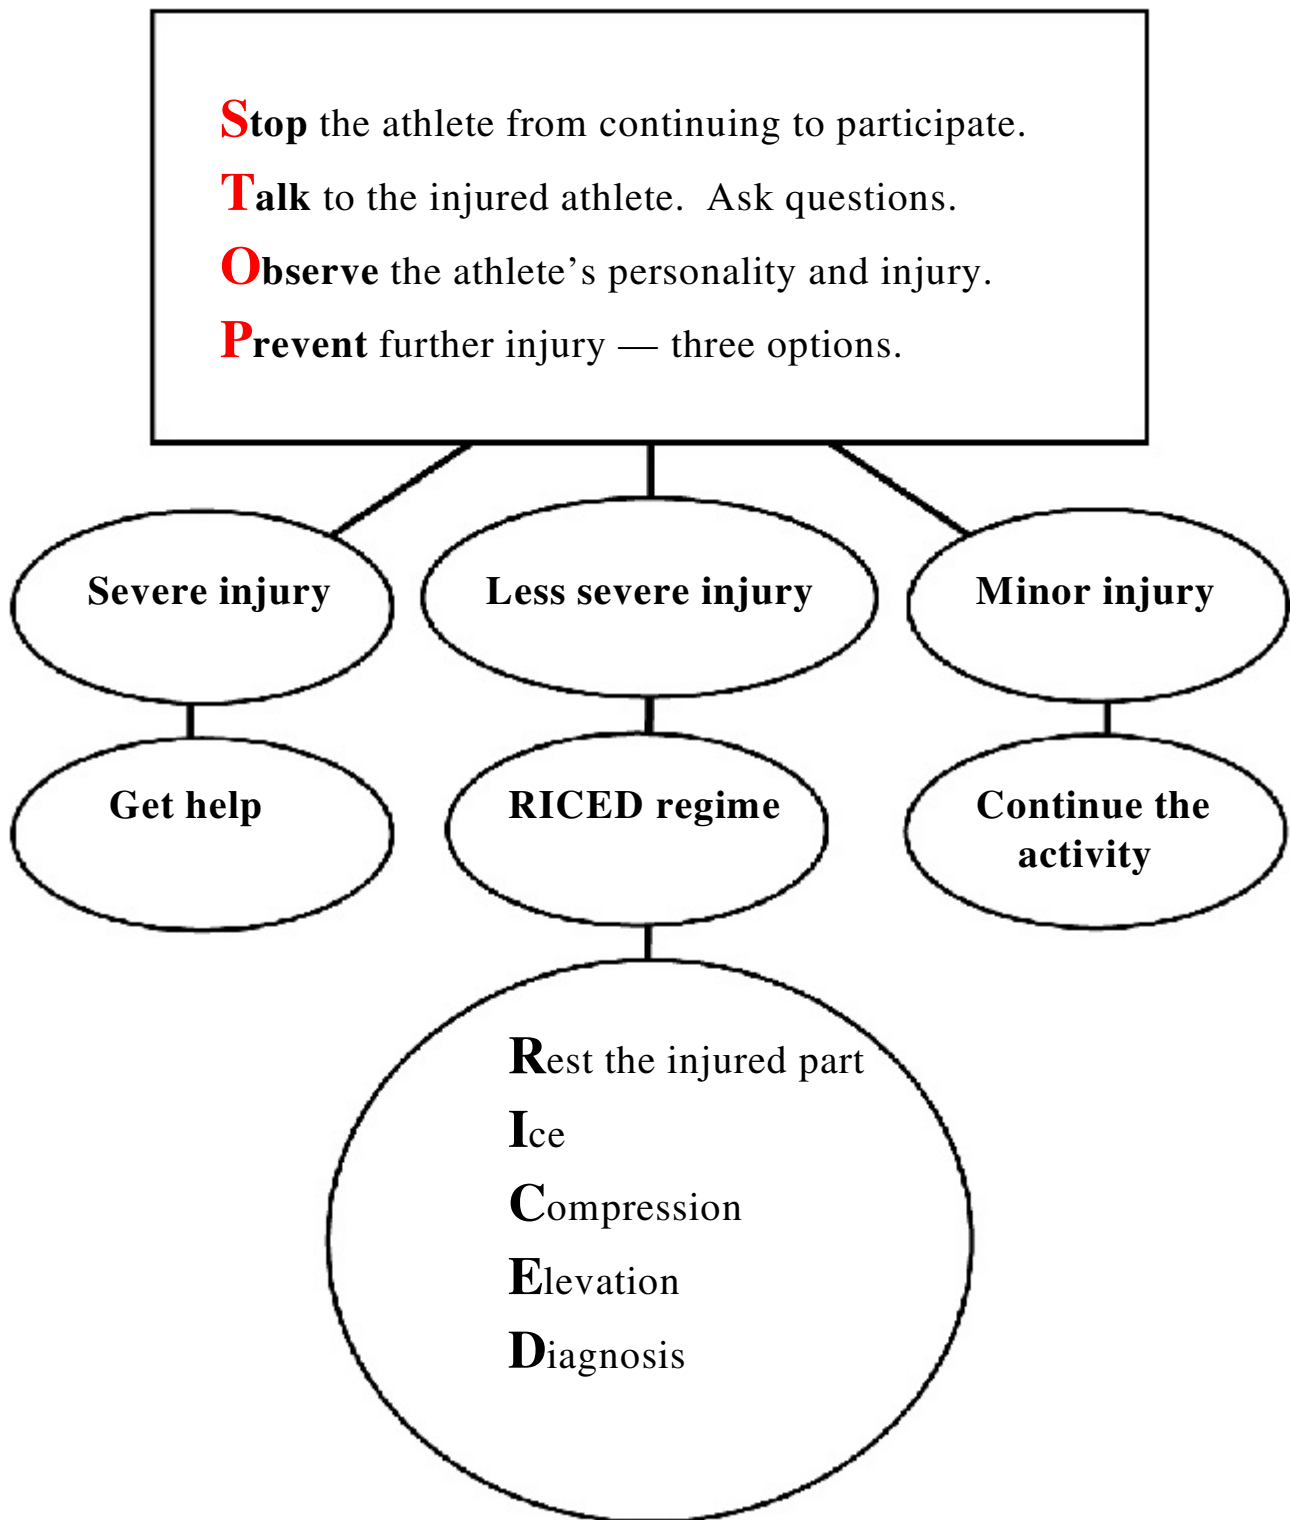 Stop the athlete from continuing to participate.
Talk to the injured athlete.  Ask questions.
Observe the athlete’s personality and injury.
Prevent further injury — three options.
Severe injury
Less severe injury
Minor injury
Get help
RICED regime
Continue the
activity
Rest the injured part
Ice
Compression
Elevation
Diagnosis